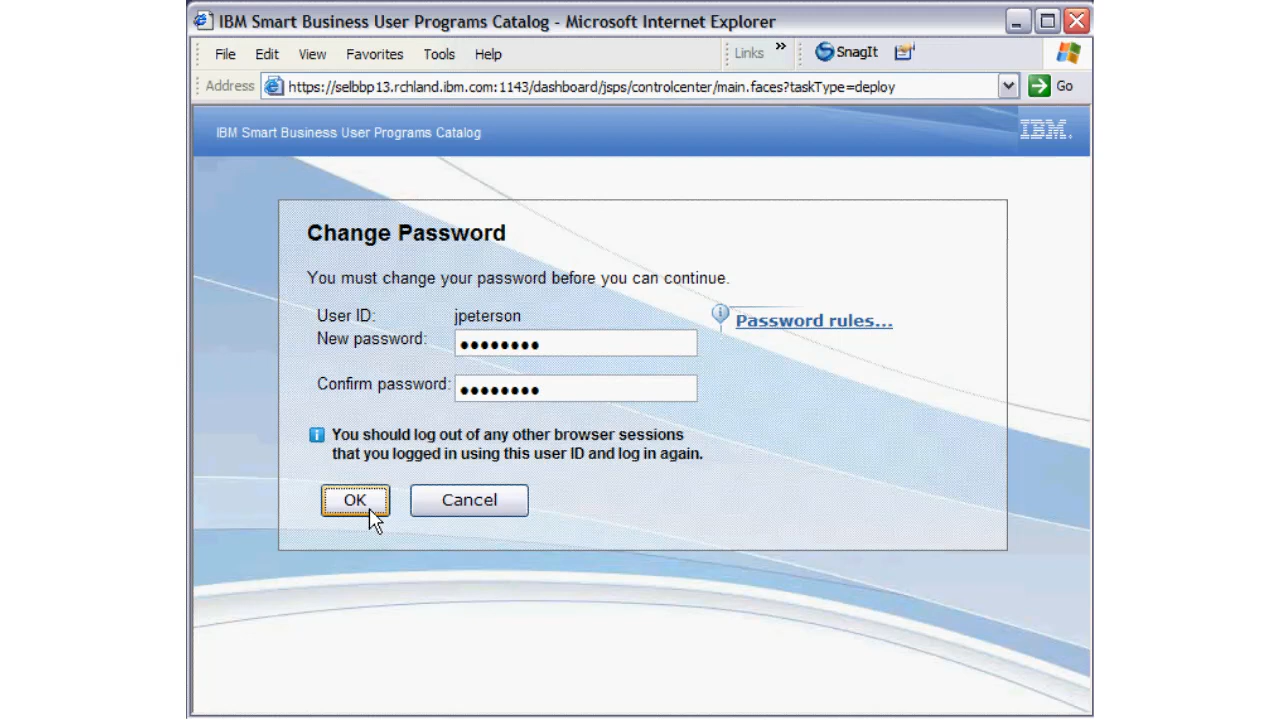 IBM Smart Business User Programs Catalog - Microsoft Internet Explorer
File Edit View Favorites Tools Help Links » SnagIt
Address https://selbbp13.rchland.ibm.com:1143/dashboard/jsps/controlcenter/main.faces?taskType=deploy Go
IBM Smart Business User Programs Catalog IBM.
Change Password
You must change your password before you can continue.
User ID: jpeterson
Password rules...
New password: ●●●●●●●●
Confirm password: ●●●●●●●●
You should log out of any other browser sessions
that you logged in using this user ID and log in again.
OK Cancel